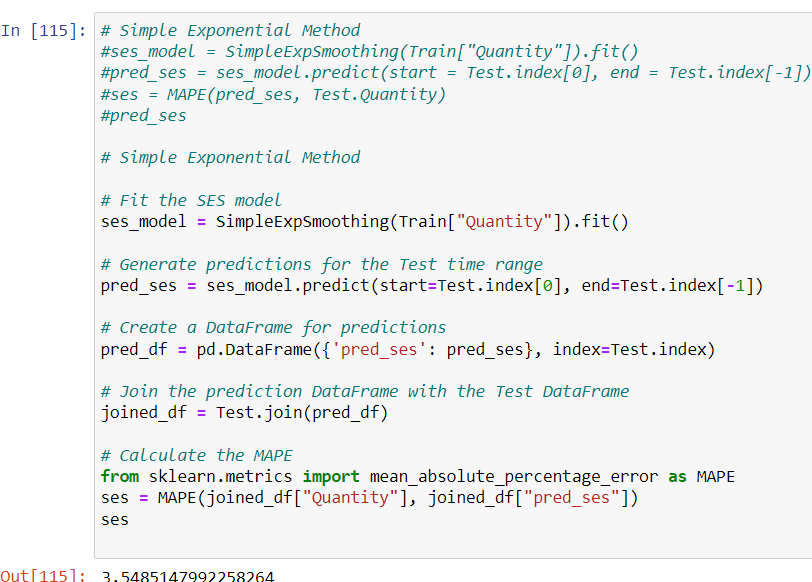 In [115]: # Simple Exponential Method
#ses_model = SimpleExpSmoothing(Train["Quantity"]).fit()
#pred_ses = ses_model.predict(start = Test.index[0], end = Test.index[-1])
#ses = MAPE(pred_ses, Test.Quantity)
#pred_ses
# Simple Exponential Method
# Fit the SES model
ses_model = SimpleExpSmoothing(Train["Quantity"]).fit()
# Generate predictions for the Test time range
pred_ses = ses_model.predict(start=Test.index[0], end=Test.index[-1])
# Create a DataFrame for predictions
pred_df = pd.DataFrame({'pred_ses': pred_ses}, index=Test.index)
# Join the prediction DataFrame with the Test DataFrame
joined_df = Test.join(pred_df)
# Calculate the MAPE
from sklearn.metrics import mean_absolute_percentage_error as MAPE
ses = MAPE(joined_df["Quantity"], joined_df["pred_ses"])
ses
Out[115]: 3.5485147992258264